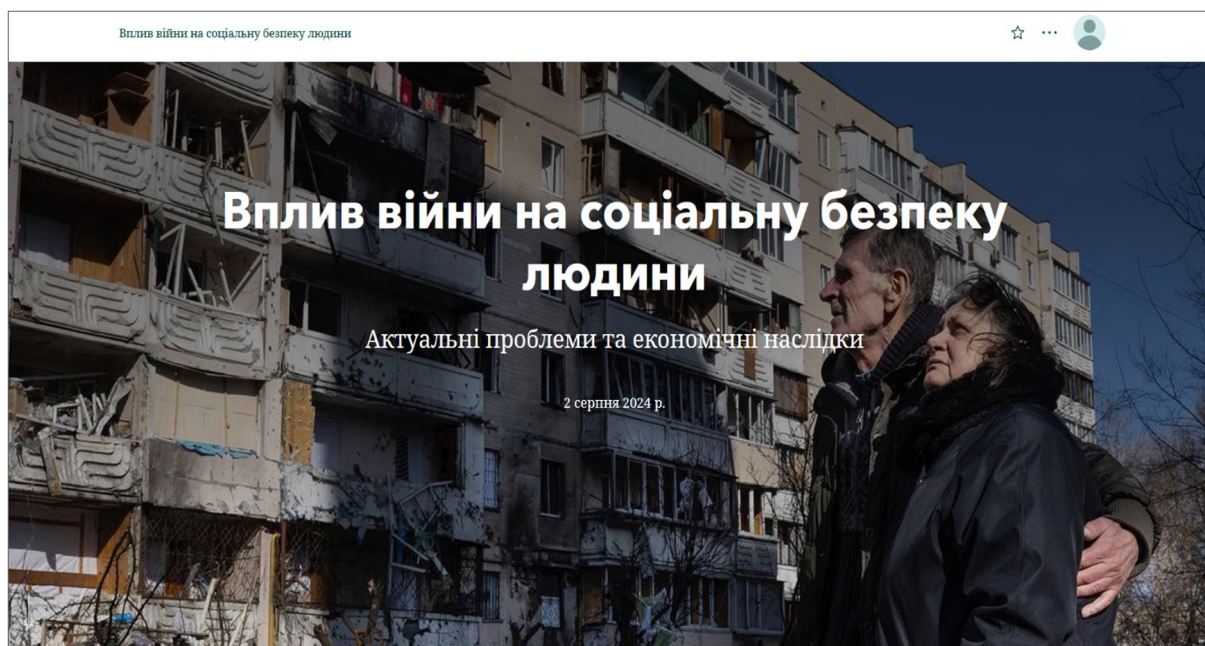 Вплив війни на соціальну безпеку людини
Вплив війни на соціальну безпеку
людини
Актуальні проблеми та економічні наслідки
2 серпня 2024 р.